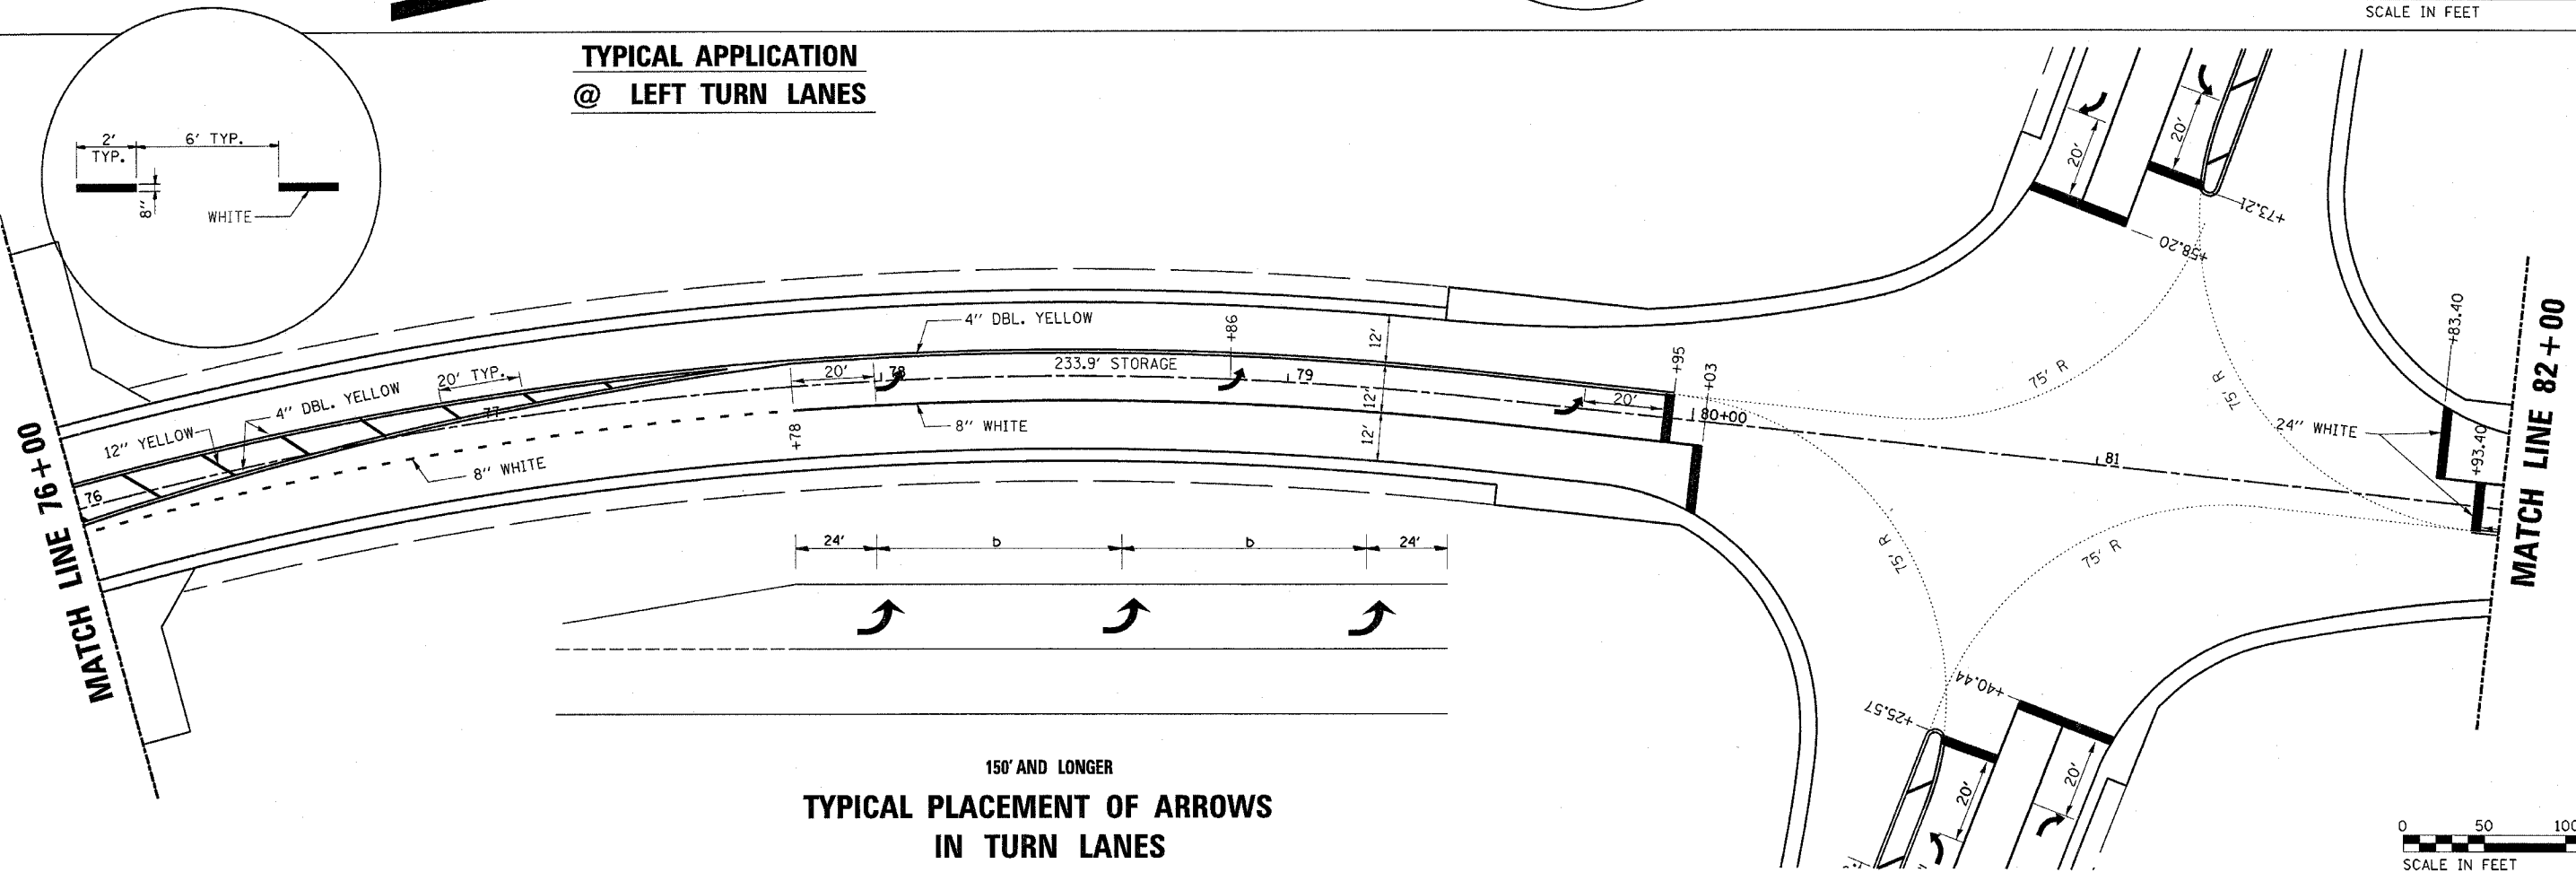 SCALE IN FEET
TYPICAL APPLICATION
@ LEFT TURN LANES
2'
TYP.
6' TYP.
8"
WHITE
20'
20'
+73.21
+58.20
MATCH LINE 76+00
76
12" YELLOW
4" DBL. YELLOW
20' TYP.
77
8" WHITE
+78
20'
78
4" DBL. YELLOW
233.9' STORAGE
8" WHITE
+86
79
12'
12'
12'
20'
+95
+03
80+00
75' R
75' R
75' R
75' R
81
24" WHITE
+83.40
+93.40
MATCH LINE 82+00
24'
b
b
24'
150' AND LONGER
TYPICAL PLACEMENT OF ARROWS
IN TURN LANES
+25.57
+40.44
20'
20'
0 50 100
SCALE IN FEET